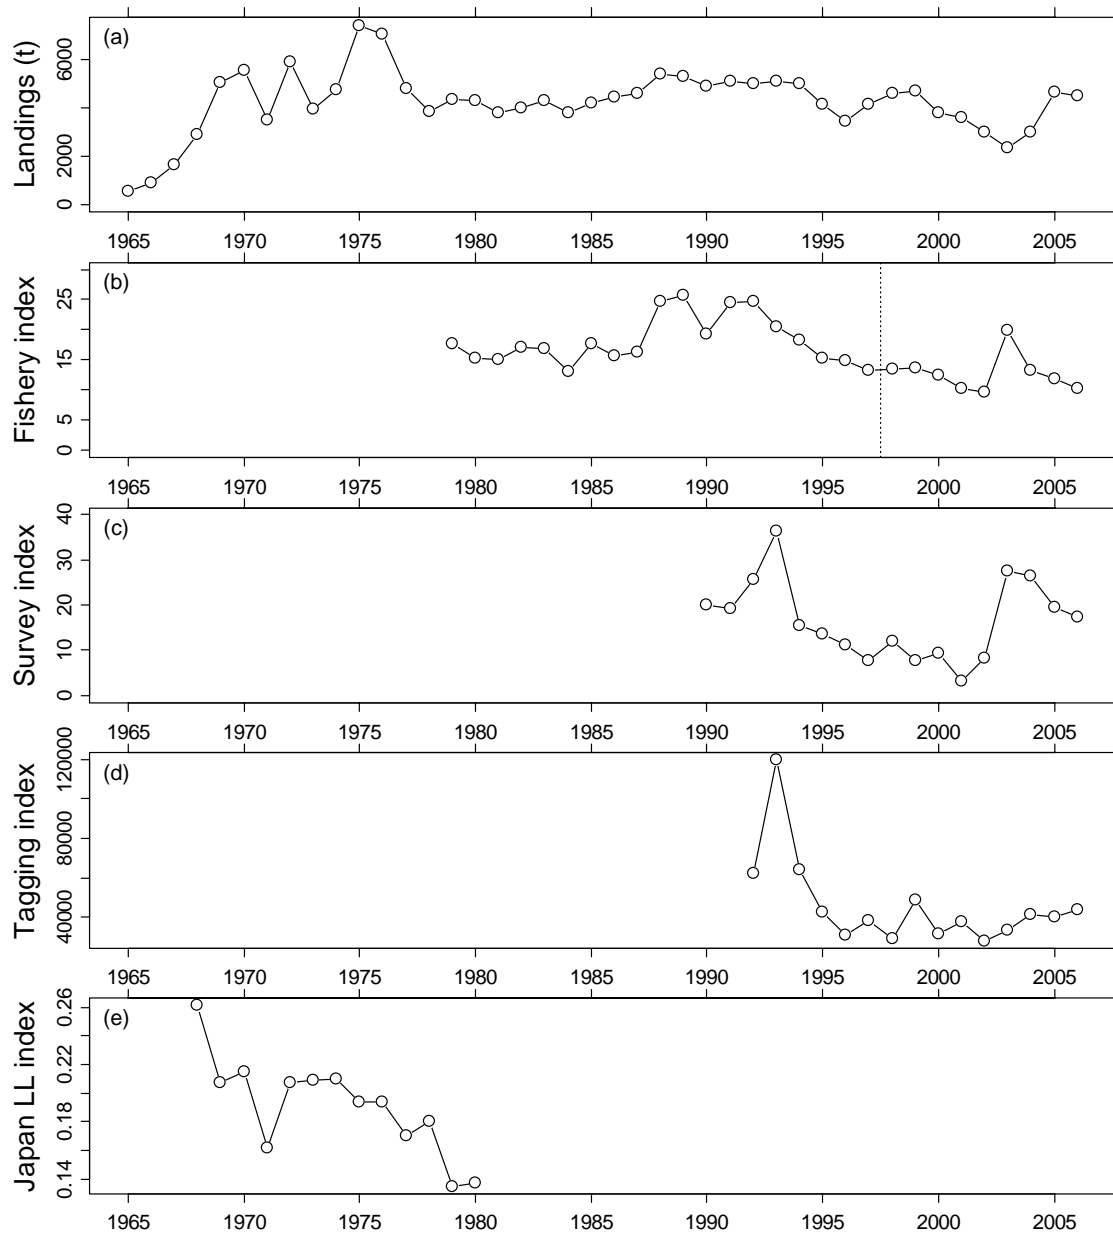 (a)
Landings (t)
0 2000 6000
1965 1970 1975 1980 1985 1990 1995 2000 2005
(b)
Fishery index
0 5 15 25
1965 1970 1975 1980 1985 1990 1995 2000 2005
(c)
Survey index
0 10 20 30 40
1965 1970 1975 1980 1985 1990 1995 2000 2005
(d)
Tagging index
40000 80000 120000
1965 1970 1975 1980 1985 1990 1995 2000 2005
(e)
Japan LL index
0.14 0.18 0.22 0.26
1965 1970 1975 1980 1985 1990 1995 2000 2005